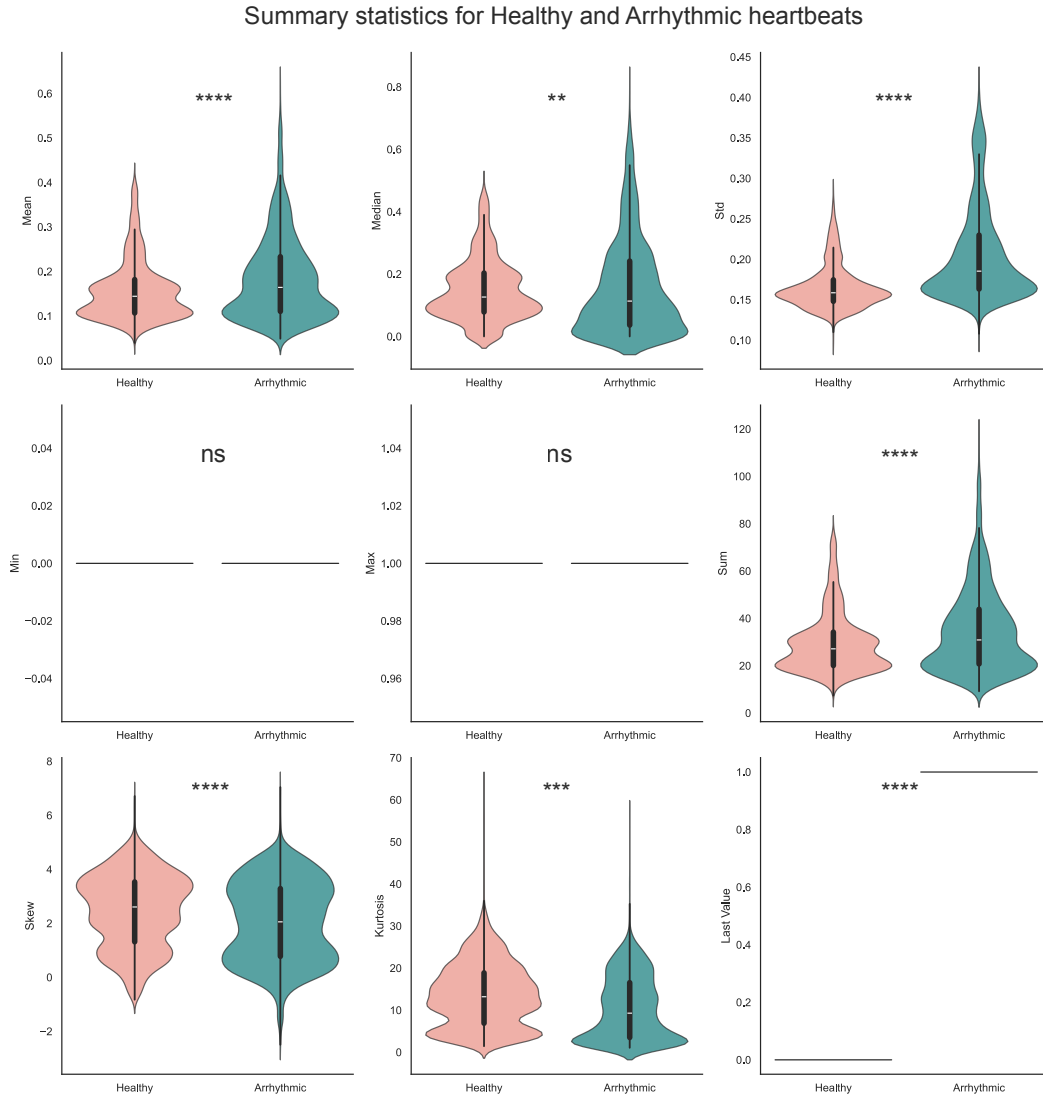 Summary statistics for Healthy and Arrhythmic heartbeats
Mean
0.6
0.5
0.4
0.3
0.2
0.1
0.0
****
Healthy
Arrhythmic
Median
0.8
0.6
0.4
0.2
0.0
**
Healthy
Arrhythmic
Std
0.45
0.40
0.35
0.30
0.25
0.20
0.15
0.10
****
Healthy
Arrhythmic
Min
0.04
0.02
0.00
−0.02
−0.04
ns
Healthy
Arrhythmic
Max
1.04
1.02
1.00
0.98
0.96
ns
Healthy
Arrhythmic
Sum
120
100
80
60
40
20
0
****
Healthy
Arrhythmic
Skew
8
6
4
2
0
−2
****
Healthy
Arrhythmic
Kurtosis
70
60
50
40
30
20
10
0
***
Healthy
Arrhythmic
Last Value
1.0
0.8
0.6
0.4
0.2
0.0
****
Healthy
Arrhythmic